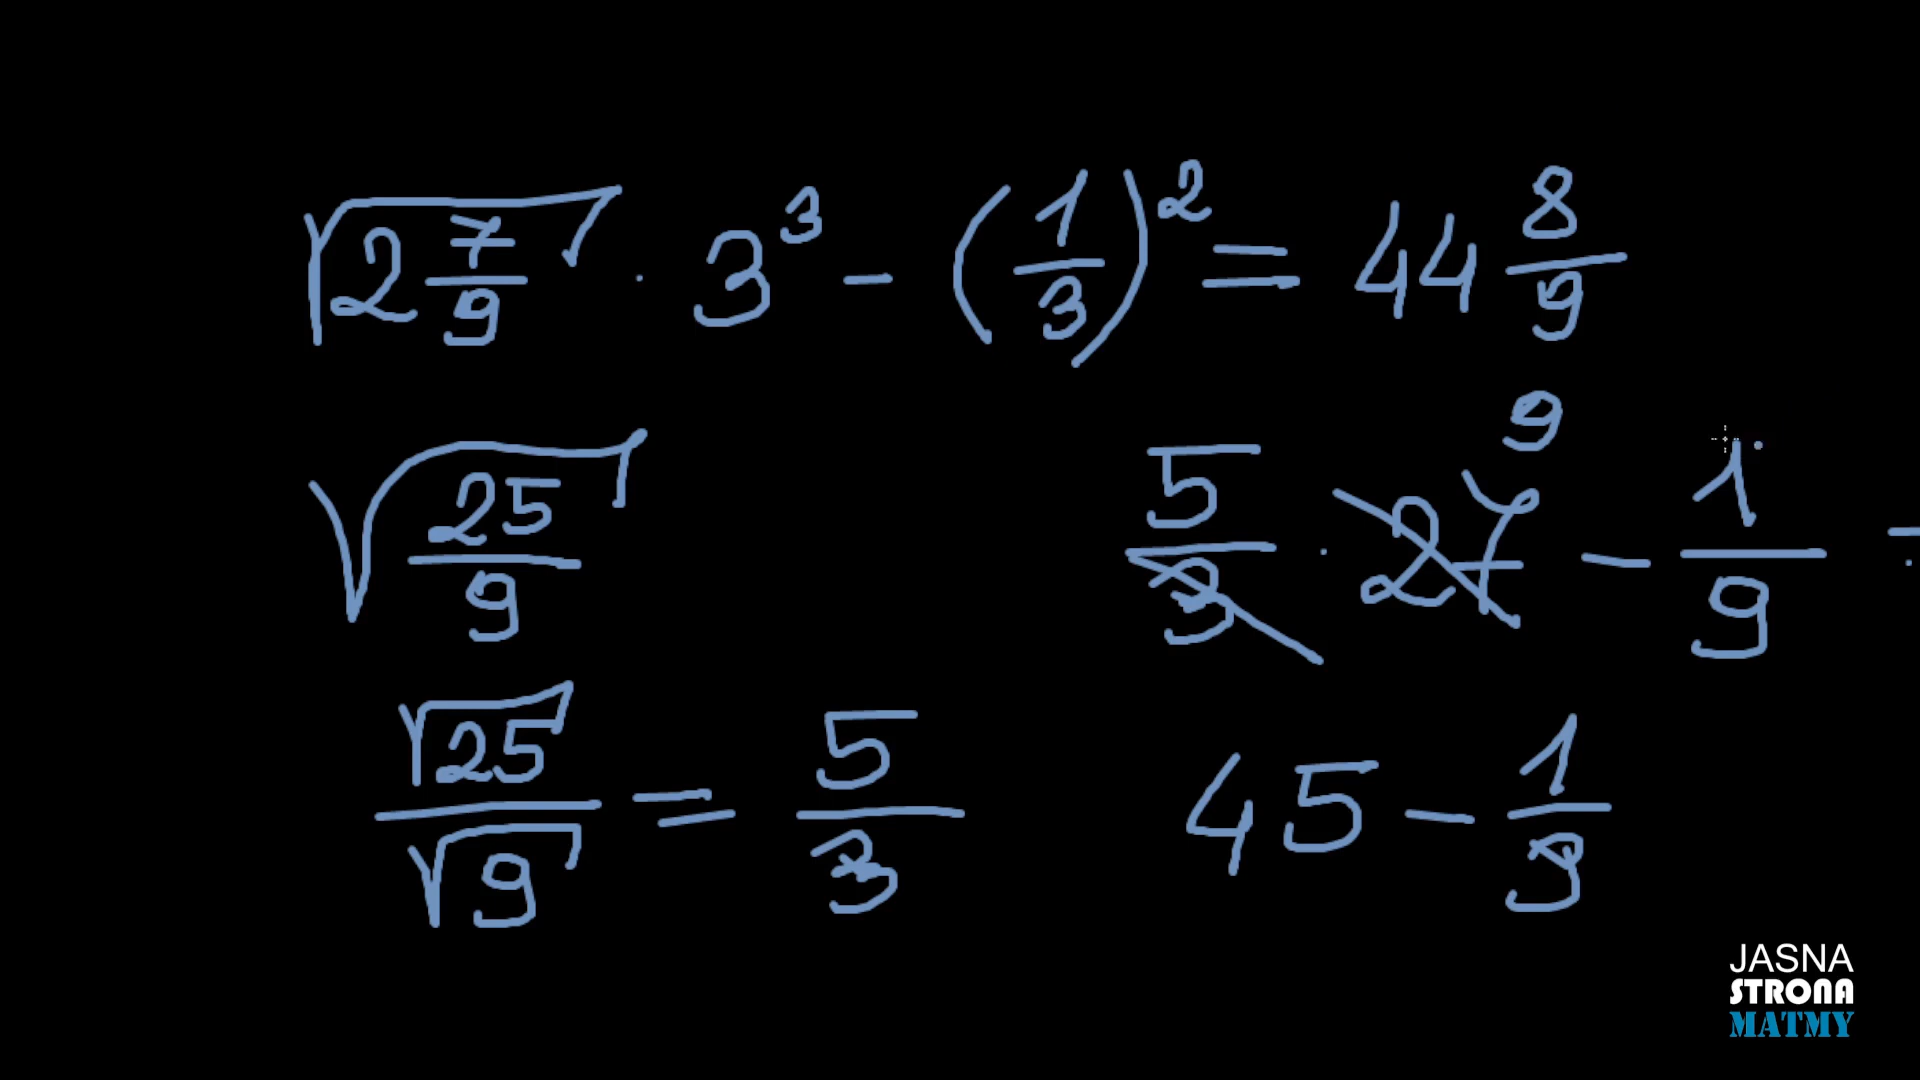 √(2 7/9) · 3³ − (1/3)² = 44 8/9
√(25/9)
5/3 · 27 9 − 1/9 =
√25/√9 = 5/3
45 − 1/9
JASNA
STRONA
MATMY